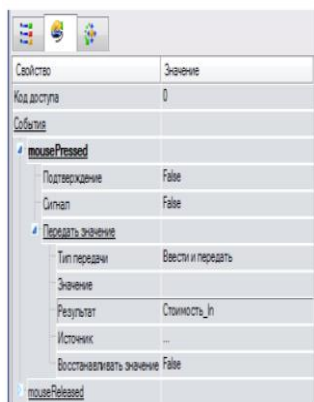 Свойство Значение
Код доступа 0
События
mousePressed
Подтверждение False
Сигнал False
Передать значение
Тип передачи Ввести и передать
Значение
Результат Стоимость_In
Источник ...
Восстанавливать значение False
mouseReleased